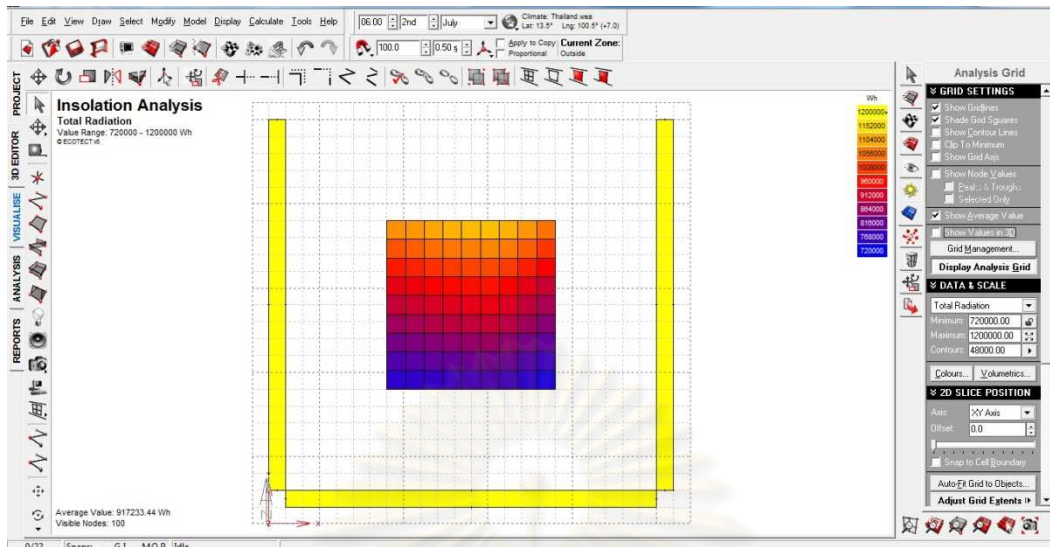 File Edit View Draw Select Modify Model Display Calculate Tools Help
06:00 2nd July
Climate: Thailand.wea
Lat: 13.5° Lng: 100.5° (+7.0)
100.0 0.50 s
Apply to Copy
Proportional
Current Zone:
Outside
PROJECT
3D EDITOR
VISUALISE
ANALYSIS
REPORTS
Insolation Analysis
Total Radiation
Value Range: 720000 - 1200000 Wh
© ECOTECT v5
Wh
1200000+
1152000
1104000
1056000
1008000
960000
912000
864000
816000
768000
720000
Average Value: 917233.44 Wh
Visible Nodes: 100
Analysis Grid
GRID SETTINGS
Show Gridlines
Shade Grid Squares
Show Contour Lines
Clip To Minimum
Show Grid Axis
Show Node Values
Peaks & Troughs
Selected Only
Show Average Value
Show Values in 3D
Grid Management...
Display Analysis Grid
DATA & SCALE
Total Radiation
Minimum: 720000.00
Maximum: 1200000.00
Contours: 48000.00
Colours... Volumetrics...
2D SLICE POSITION
Axis: XY Axis
Offset: 0.0
Snap to Cell Boundary
Auto-Fit Grid to Objects...
Adjust Grid Extents
X
Idle